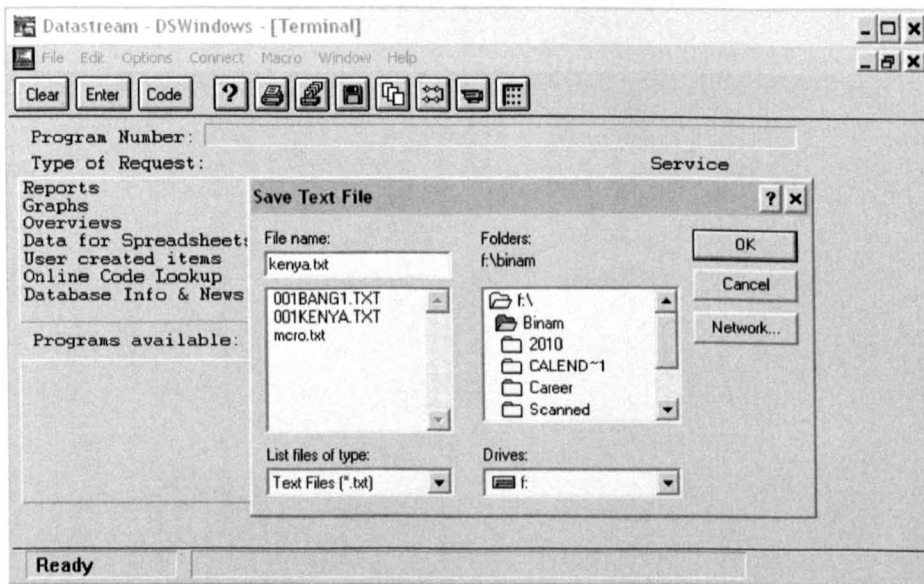 Datastream - DSWindows - [Terminal]
File Edit Options Connect Macro Window Help
Clear Enter Code ?
Program Number:
Type of Request: Service
Reports
Graphs
Overviews
Data for Spreadsheets
User created items
Online Code Lookup
Database Info & News
Programs available:
Save Text File ?
File name:
kenya.txt
001BANG1.TXT
001KENYA.TXT
mcro.txt
List files of type:
Text Files (*.txt)
Folders:
f:\binam
f:\
Binam
2010
CALEND~1
Career
Scanned
Drives:
f:
OK
Cancel
Network...
Ready